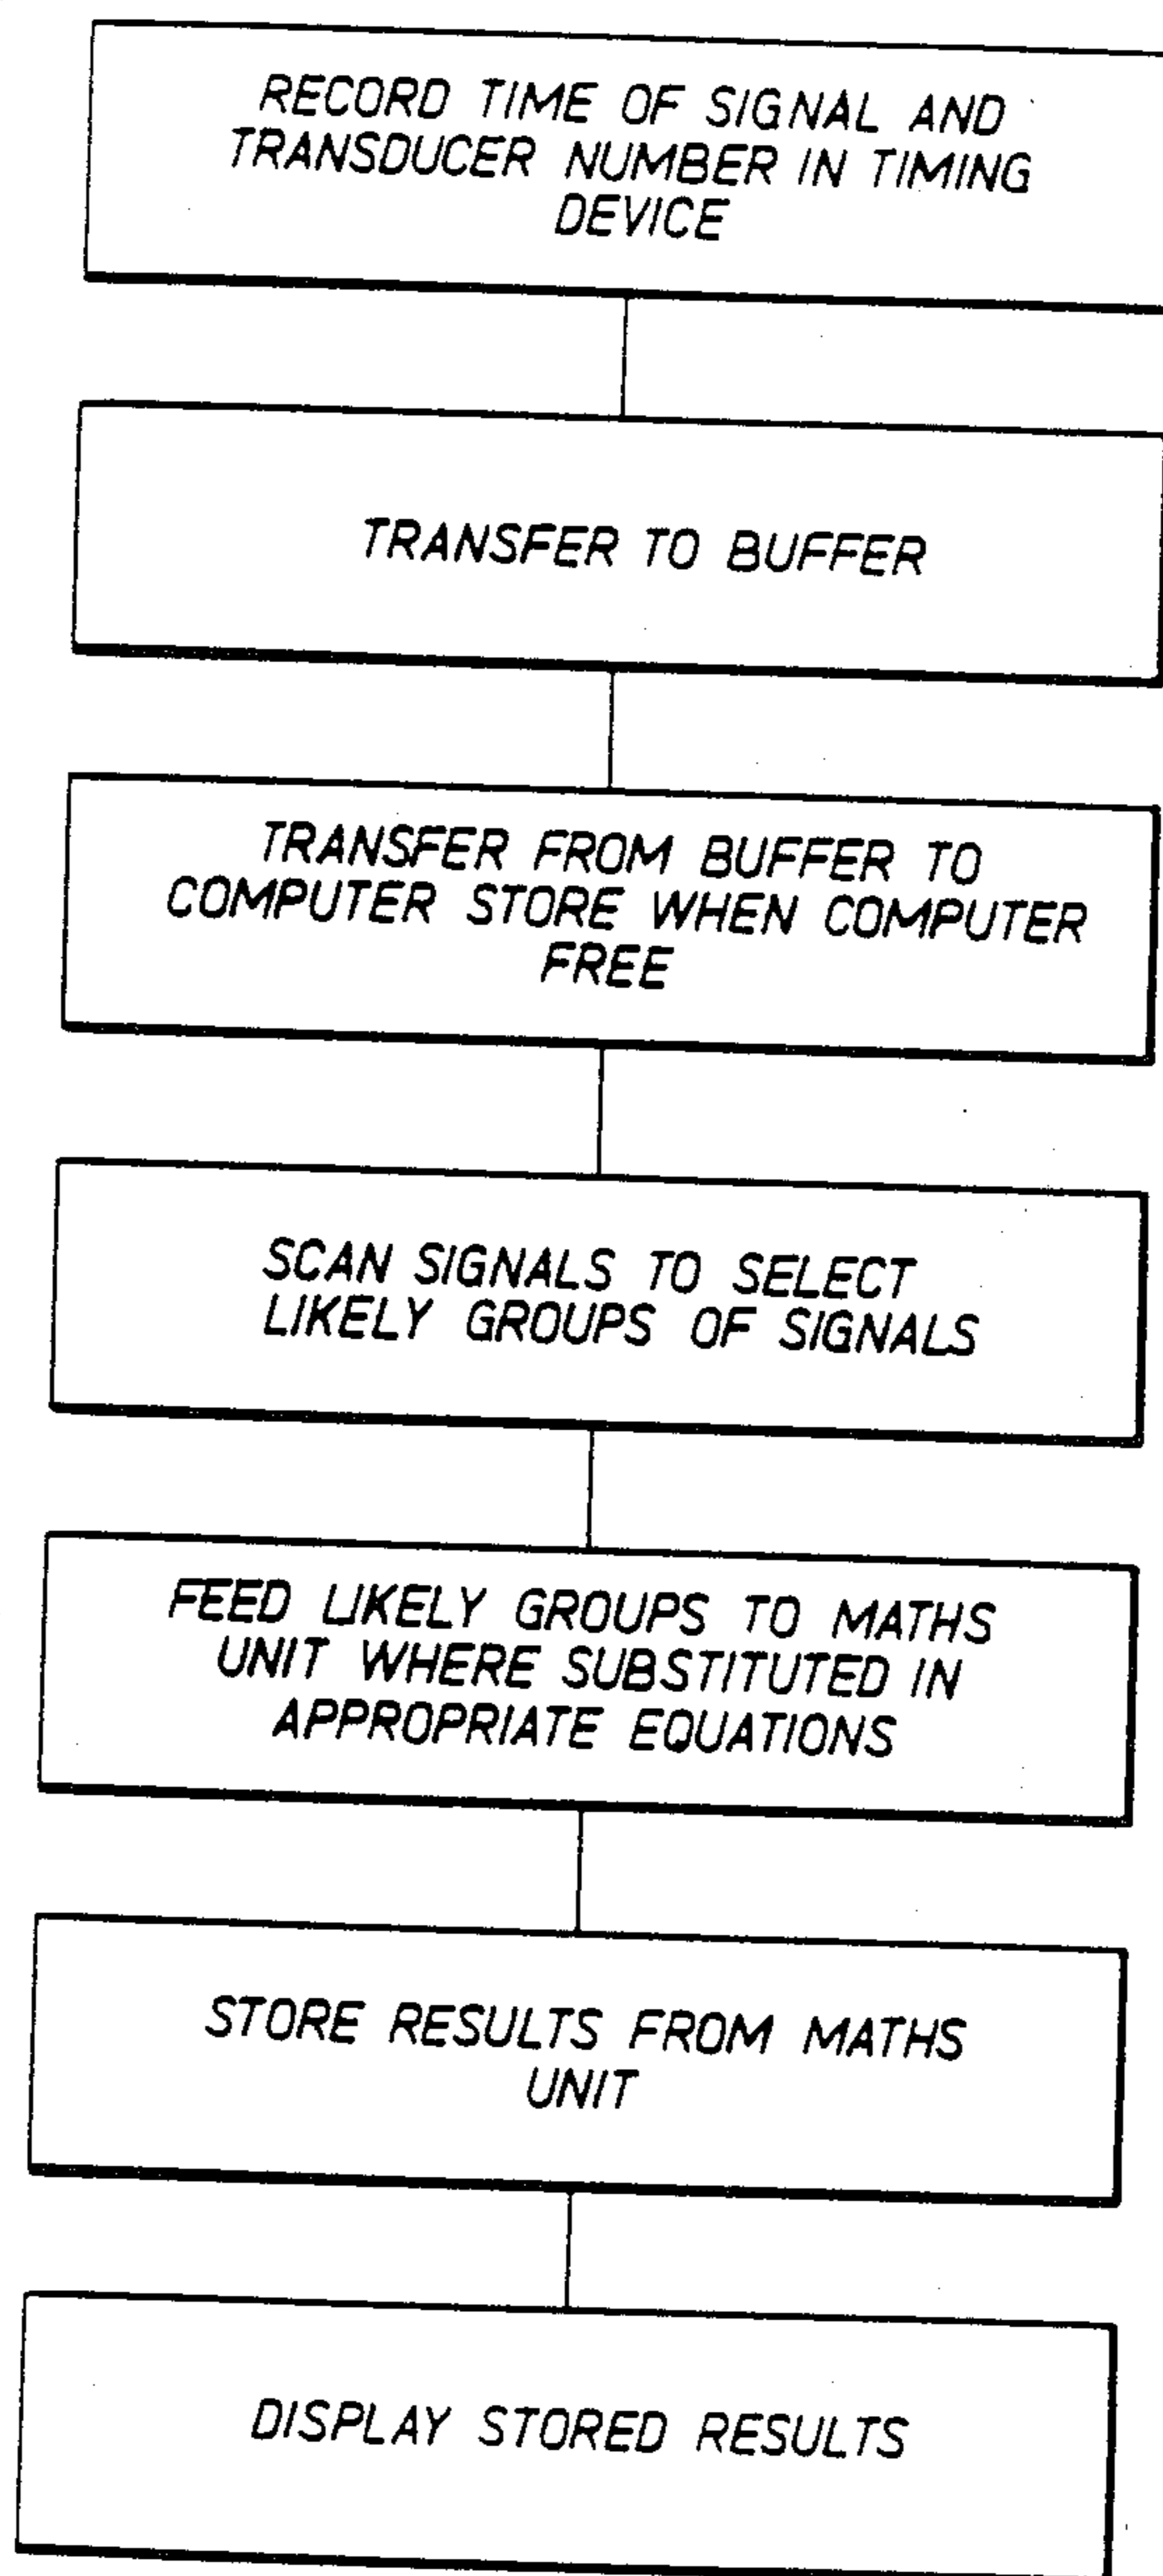 RECORD TIME OF SIGNAL AND
TRANSDUCER NUMBER IN TIMING
DEVICE
TRANSFER TO BUFFER
TRANSFER FROM BUFFER TO
COMPUTER STORE WHEN COMPUTER
FREE
SCAN SIGNALS TO SELECT
LIKELY GROUPS OF SIGNALS
FEED LIKELY GROUPS TO MATHS
UNIT WHERE SUBSTITUTED IN
APPROPRIATE EQUATIONS
STORE RESULTS FROM MATHS
UNIT
DISPLAY STORED RESULTS